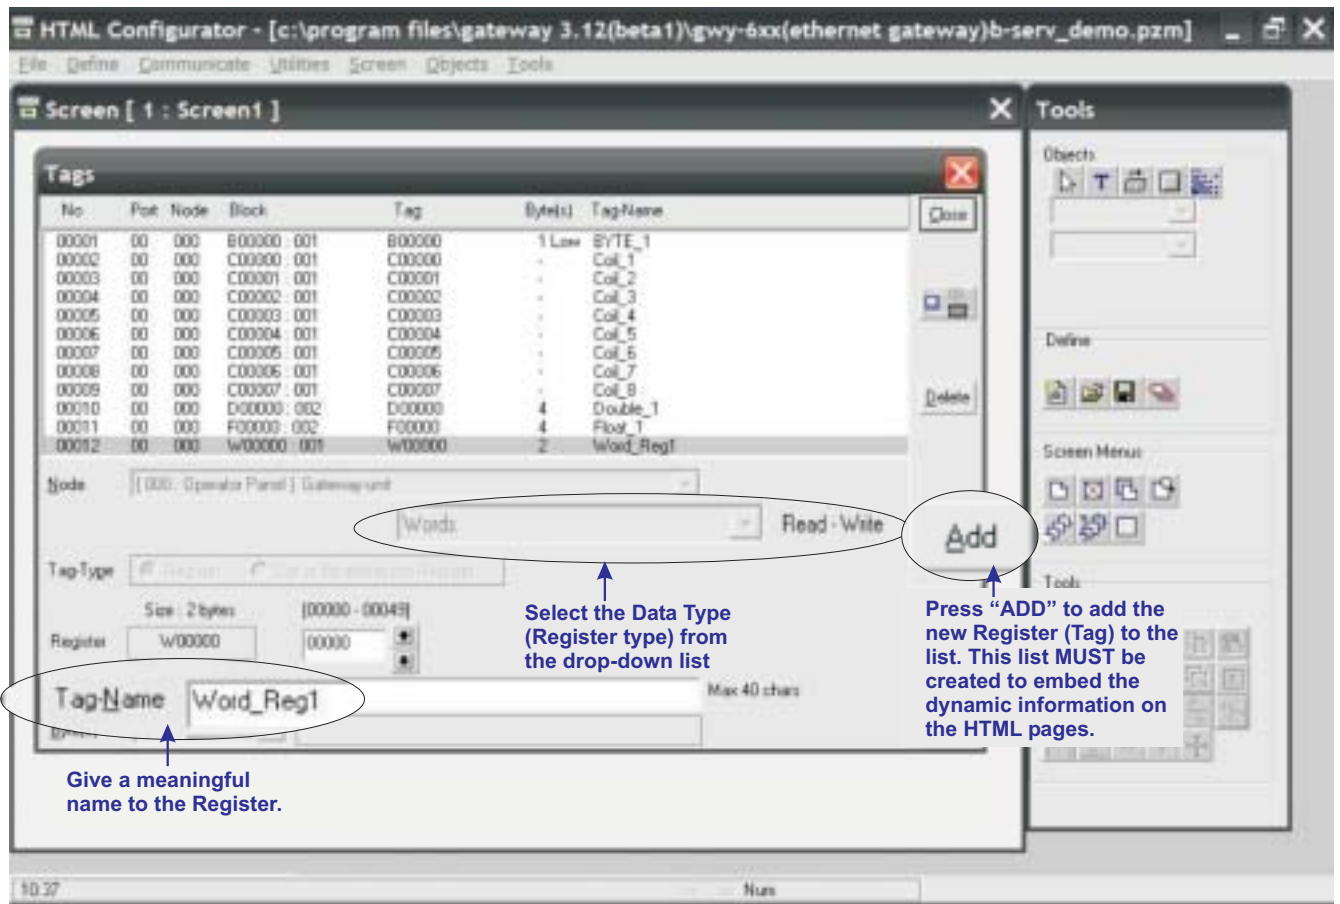 HTML Configurator - [c:\program files\gateway 3.12(beta1)\gwy-6xx(ethernet gateway)b-serv_demo.pzm]
File Define Communicate Utilities Screen Objects Tools
Screen [ 1 : Screen1 ]
Tools
Tags
Objects
No Port Node Block Tag Byte(s) Tag-Name
Close
00001 00 000 B00000 : 001 B00000 1 Low BYTE_1
00002 00 000 C00000 : 001 C00000 - Coil_1
00003 00 000 C00001 : 001 C00001 - Coil_2
00004 00 000 C00002 : 001 C00002 - Coil_3
00005 00 000 C00003 : 001 C00003 - Coil_4
00006 00 000 C00004 : 001 C00004 - Coil_5
00007 00 000 C00005 : 001 C00005 - Coil_6
00008 00 000 C00006 : 001 C00006 - Coil_7
00009 00 000 C00007 : 001 C00007 - Coil_8
00010 00 000 D00000 : 002 D00000 4 Double_1
00011 00 000 F00000 : 002 F00000 4 Float_1
00012 00 000 W00000 : 001 W00000 2 Word_Reg1
Define
Delete
Screen Menus
Node [ 000 : Operator Panel ] Gateway-unit
Words Read - Write
Add
Tag-Type
Tools
Size : 2 bytes [00000 - 00049]
Register W00000 00000
Select the Data Type
(Register type) from
the drop-down list
Press “ADD” to add the
new Register (Tag) to the
list. This list MUST be
created to embed the
dynamic information on
the HTML pages.
Tag-Name Word_Reg1 Max 40 chars
Give a meaningful
name to the Register.
10.37 Num